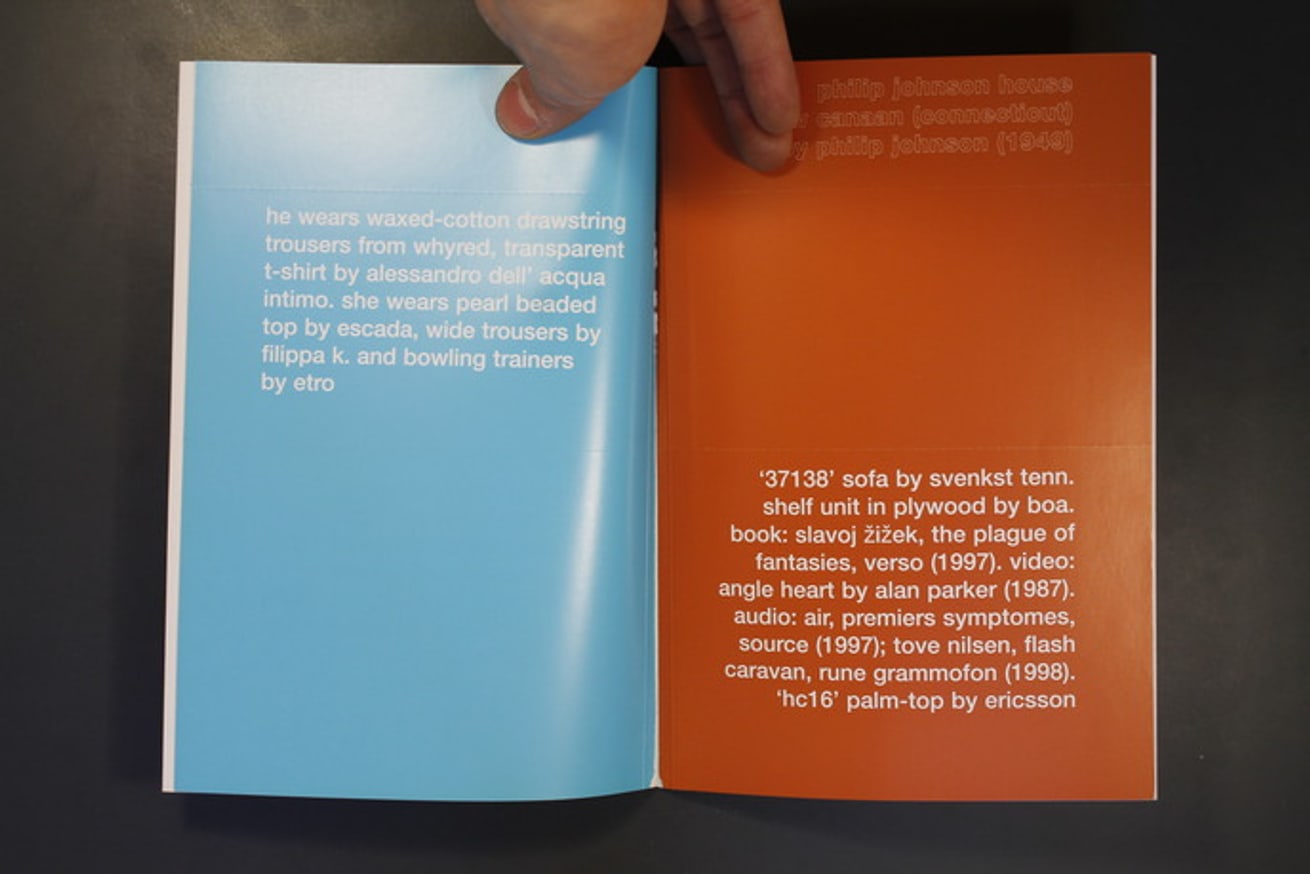 he wears waxed-cotton drawstring
trousers from whyred, transparent
t-shirt by alessandro dell' acqua
intimo. she wears pearl beaded
top by escada, wide trousers by
filippa k. and bowling trainers
by etro
philip johnson house
canaan (connecticut)
philip johnson (1949)
‘37138’ sofa by svenkst tenn.
shelf unit in plywood by boa.
book: slavoj žižek, the plague of
fantasies, verso (1997). video:
angle heart by alan parker (1987).
audio: air, premiers symptomes,
source (1997); tove nilsen, flash
caravan, rune grammofon (1998).
‘hc16’ palm-top by ericsson